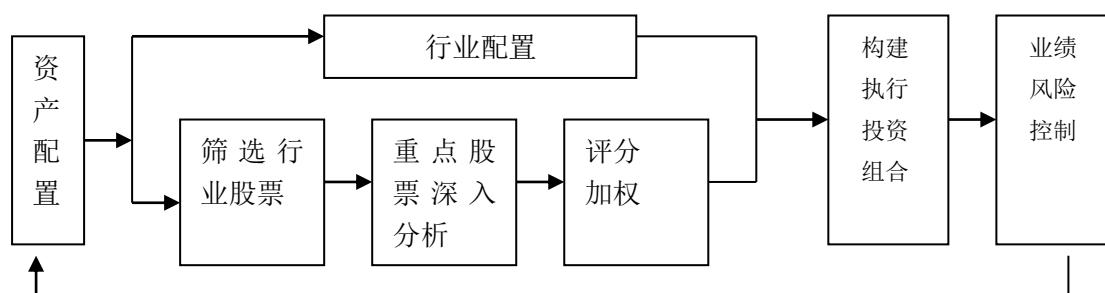 资
产
配
置
行业配置
筛选行
业股票
重点股
票深入
分析
评分
加权
构建
执行
投资
组合
业绩
风险
控制